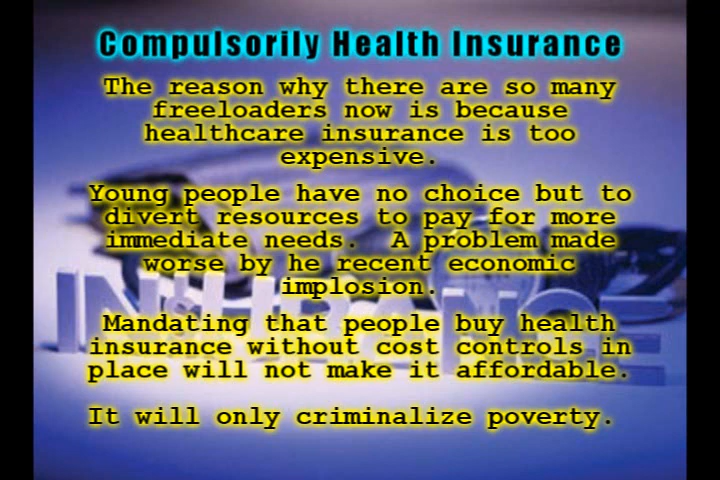 Compulsorily Health Insurance
The reason why there are so many
freeloaders now is because
healthcare insurance is too
expensive.
Young people have no choice but to
divert resources to pay for more
immediate needs.  A problem made
worse by he recent economic
implosion.
Mandating that people buy health
insurance without cost controls in
place will not make it affordable.
It will only criminalize poverty.
INSURANCE